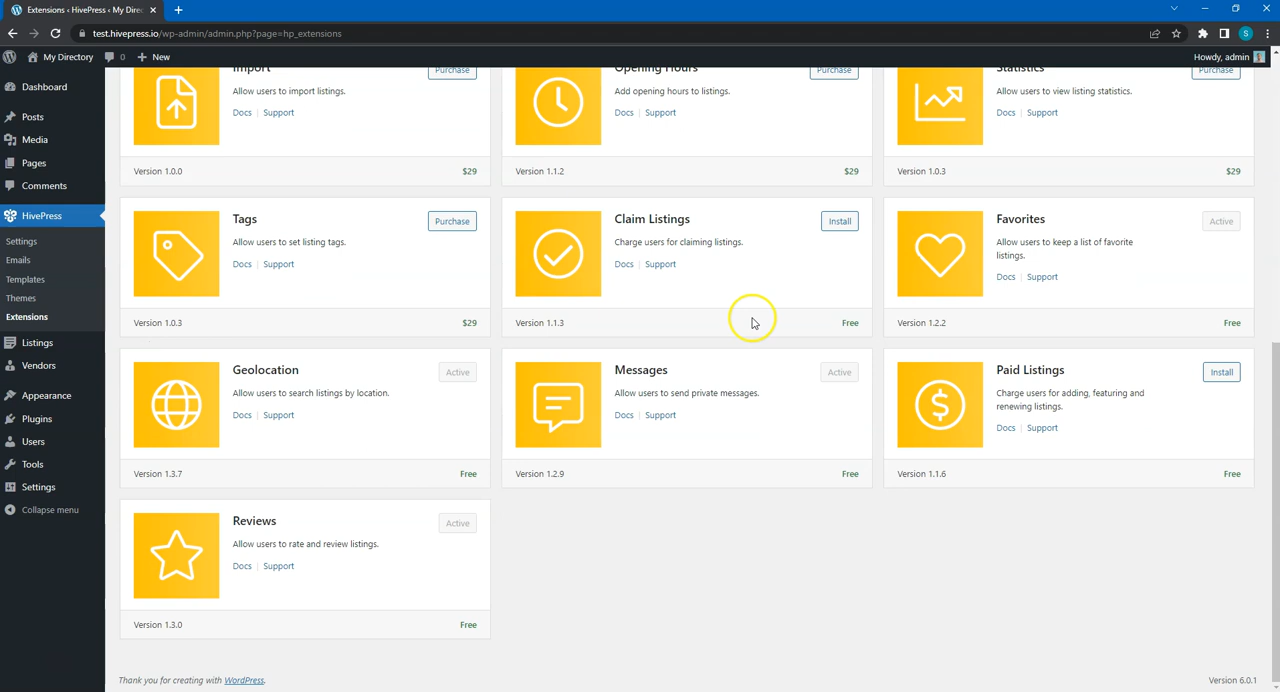 Extensions ‹ HivePress ‹ My Direc
test.hivepress.io/wp-admin/admin.php?page=hp_extensions
S
My Directory
0
New
Howdy, admin
Dashboard
Posts
Media
Pages
Comments
HivePress
Settings
Emails
Templates
Themes
Extensions
Listings
Vendors
Appearance
Plugins
Users
Tools
Settings
Collapse menu
Import
Purchase
Allow users to import listings.
Docs | Support
Version 1.0.0
$29
Opening Hours
Purchase
Add opening hours to listings.
Docs | Support
Version 1.1.2
$29
Statistics
Purchase
Allow users to view listing statistics.
Docs | Support
Version 1.0.3
$29
Tags
Purchase
Allow users to set listing tags.
Docs | Support
Version 1.0.3
$29
Claim Listings
Install
Charge users for claiming listings.
Docs | Support
Version 1.1.3
Free
Favorites
Active
Allow users to keep a list of favorite
listings.
Docs | Support
Version 1.2.2
Free
Geolocation
Active
Allow users to search listings by location.
Docs | Support
Version 1.3.7
Free
Messages
Active
Allow users to send private messages.
Docs | Support
Version 1.2.9
Free
Paid Listings
Install
Charge users for adding, featuring and
renewing listings.
Docs | Support
Version 1.1.6
Free
Reviews
Active
Allow users to rate and review listings.
Docs | Support
Version 1.3.0
Free
Thank you for creating with WordPress.
Version 6.0.1